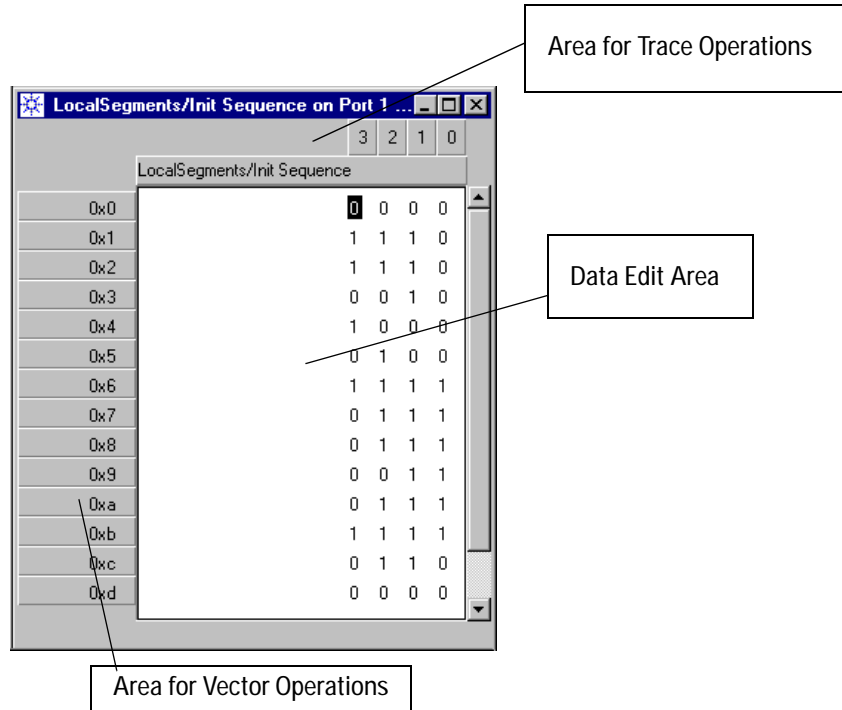 Area for Trace Operations
LocalSegments/Init Sequence on Port 1 ...
3 2 1 0
LocalSegments/Init Sequence
0x0 0 0 0 0
0x1 1 1 1 0
0x2 1 1 1 0
0x3 0 0 1 0
0x4 1 0 0 0
0x5 0 1 0 0
0x6 1 1 1 1
0x7 0 1 1 1
0x8 0 1 1 1
0x9 0 0 1 1
0xa 0 1 1 1
0xb 1 1 1 1
0xc 0 1 1 0
0xd 0 0 0 0
Data Edit Area
Area for Vector Operations